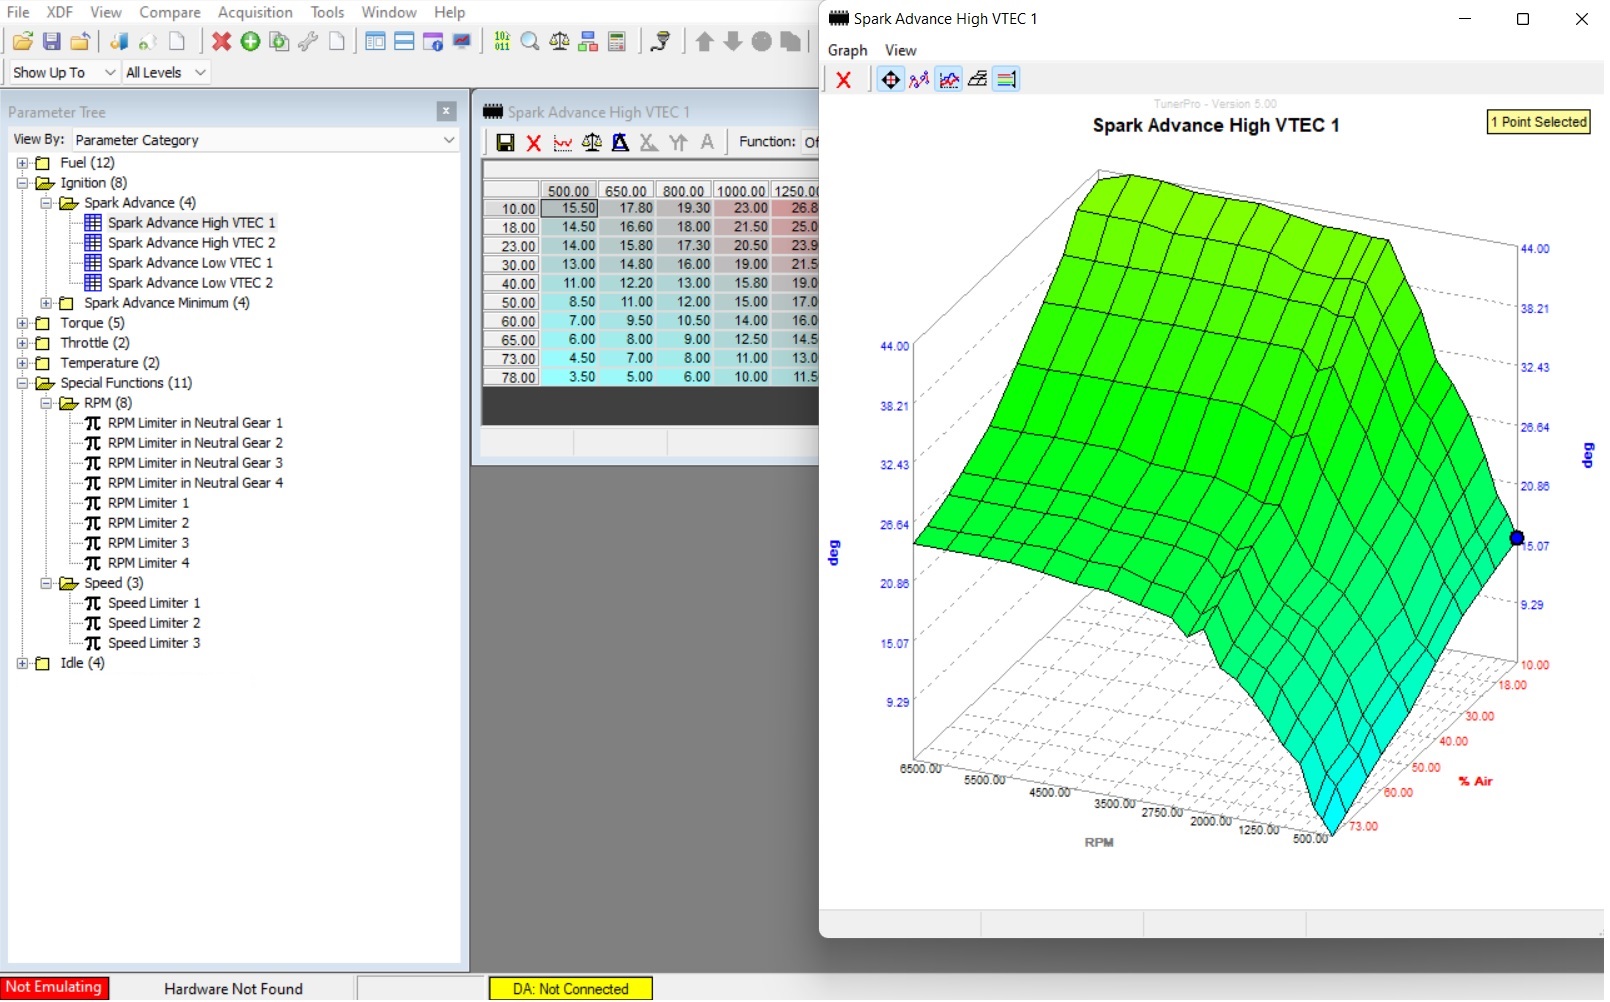 File XDF View Compare Acquisition Tools Window Help
Show Up To All Levels
Parameter Tree
View By: Parameter Category
Fuel (12)
Ignition (8)
Spark Advance (4)
Spark Advance High VTEC 1
Spark Advance High VTEC 2
Spark Advance Low VTEC 1
Spark Advance Low VTEC 2
Spark Advance Minimum (4)
Torque (5)
Throttle (2)
Temperature (2)
Special Functions (11)
RPM (8)
RPM Limiter in Neutral Gear 1
RPM Limiter in Neutral Gear 2
RPM Limiter in Neutral Gear 3
RPM Limiter in Neutral Gear 4
RPM Limiter 1
RPM Limiter 2
RPM Limiter 3
RPM Limiter 4
Speed (3)
Speed Limiter 1
Speed Limiter 2
Speed Limiter 3
Idle (4)
Spark Advance High VTEC 1
Function: Of
500.00 650.00 800.00 1000.00 1250.00
10.00 15.50 17.80 19.30 23.00 26.8
18.00 14.50 16.60 18.00 21.50 25.0
23.00 14.00 15.80 17.30 20.50 23.9
30.00 13.00 14.80 16.00 19.00 21.5
40.00 11.00 12.20 13.00 15.80 19.0
50.00 8.50 11.00 12.00 15.00 17.0
60.00 7.00 9.50 10.50 14.00 16.0
65.00 6.00 8.00 9.00 12.50 14.5
73.00 4.50 7.00 8.00 11.00 13.0
78.00 3.50 5.00 6.00 10.00 11.5
Spark Advance High VTEC 1
Graph View
TunerPro - Version 5.00
Spark Advance High VTEC 1
1 Point Selected
44.00
38.21
32.43
26.64
20.86
15.07
9.29
deg
44.00
38.21
32.43
26.64
20.86
15.07
9.29
deg
6500.00
5500.00
4500.00
3500.00
2750.00
2000.00
1250.00
500.00
RPM
10.00
18.00
30.00
40.00
50.00
60.00
73.00
% Air
Not Emulating Hardware Not Found DA: Not Connected